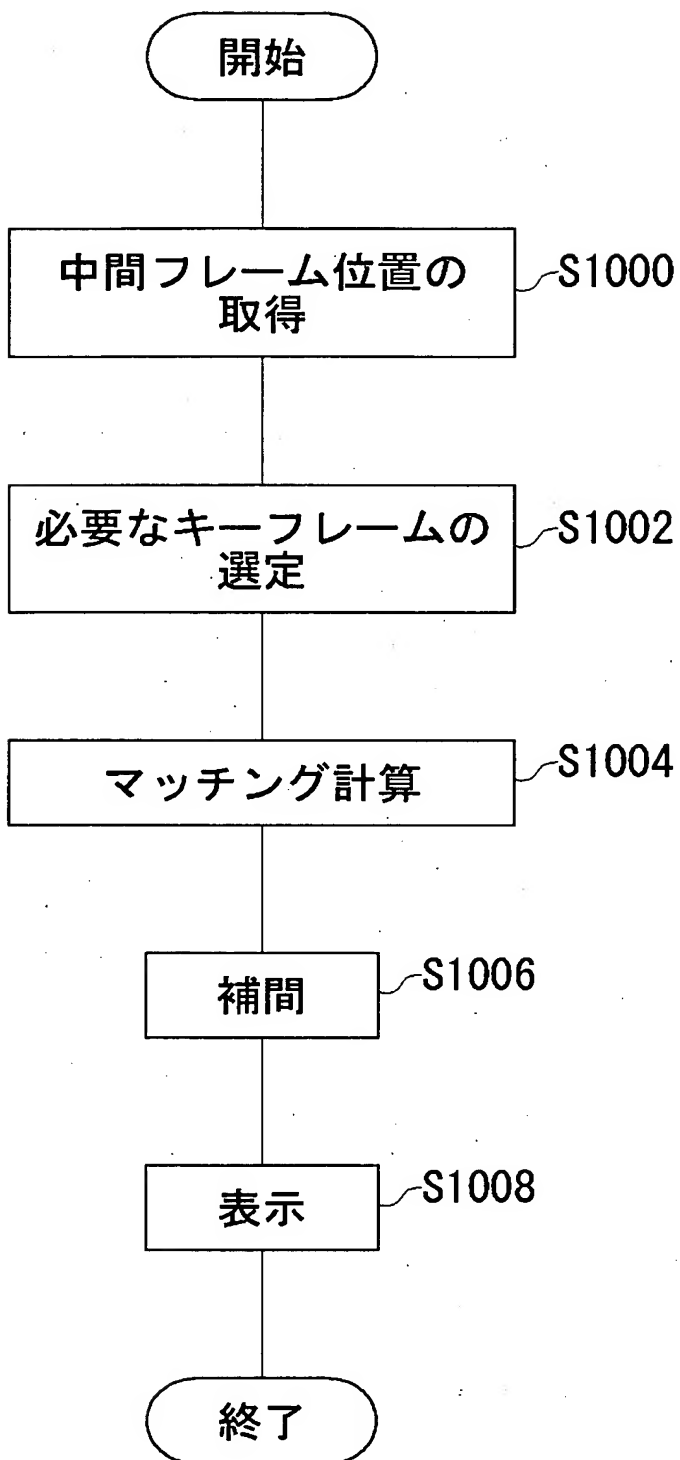 開始
中間フレーム位置の
取得
S1000
必要なキーフレームの
選定
S1002
マッチング計算
S1004
補間
S1006
表示
S1008
終了